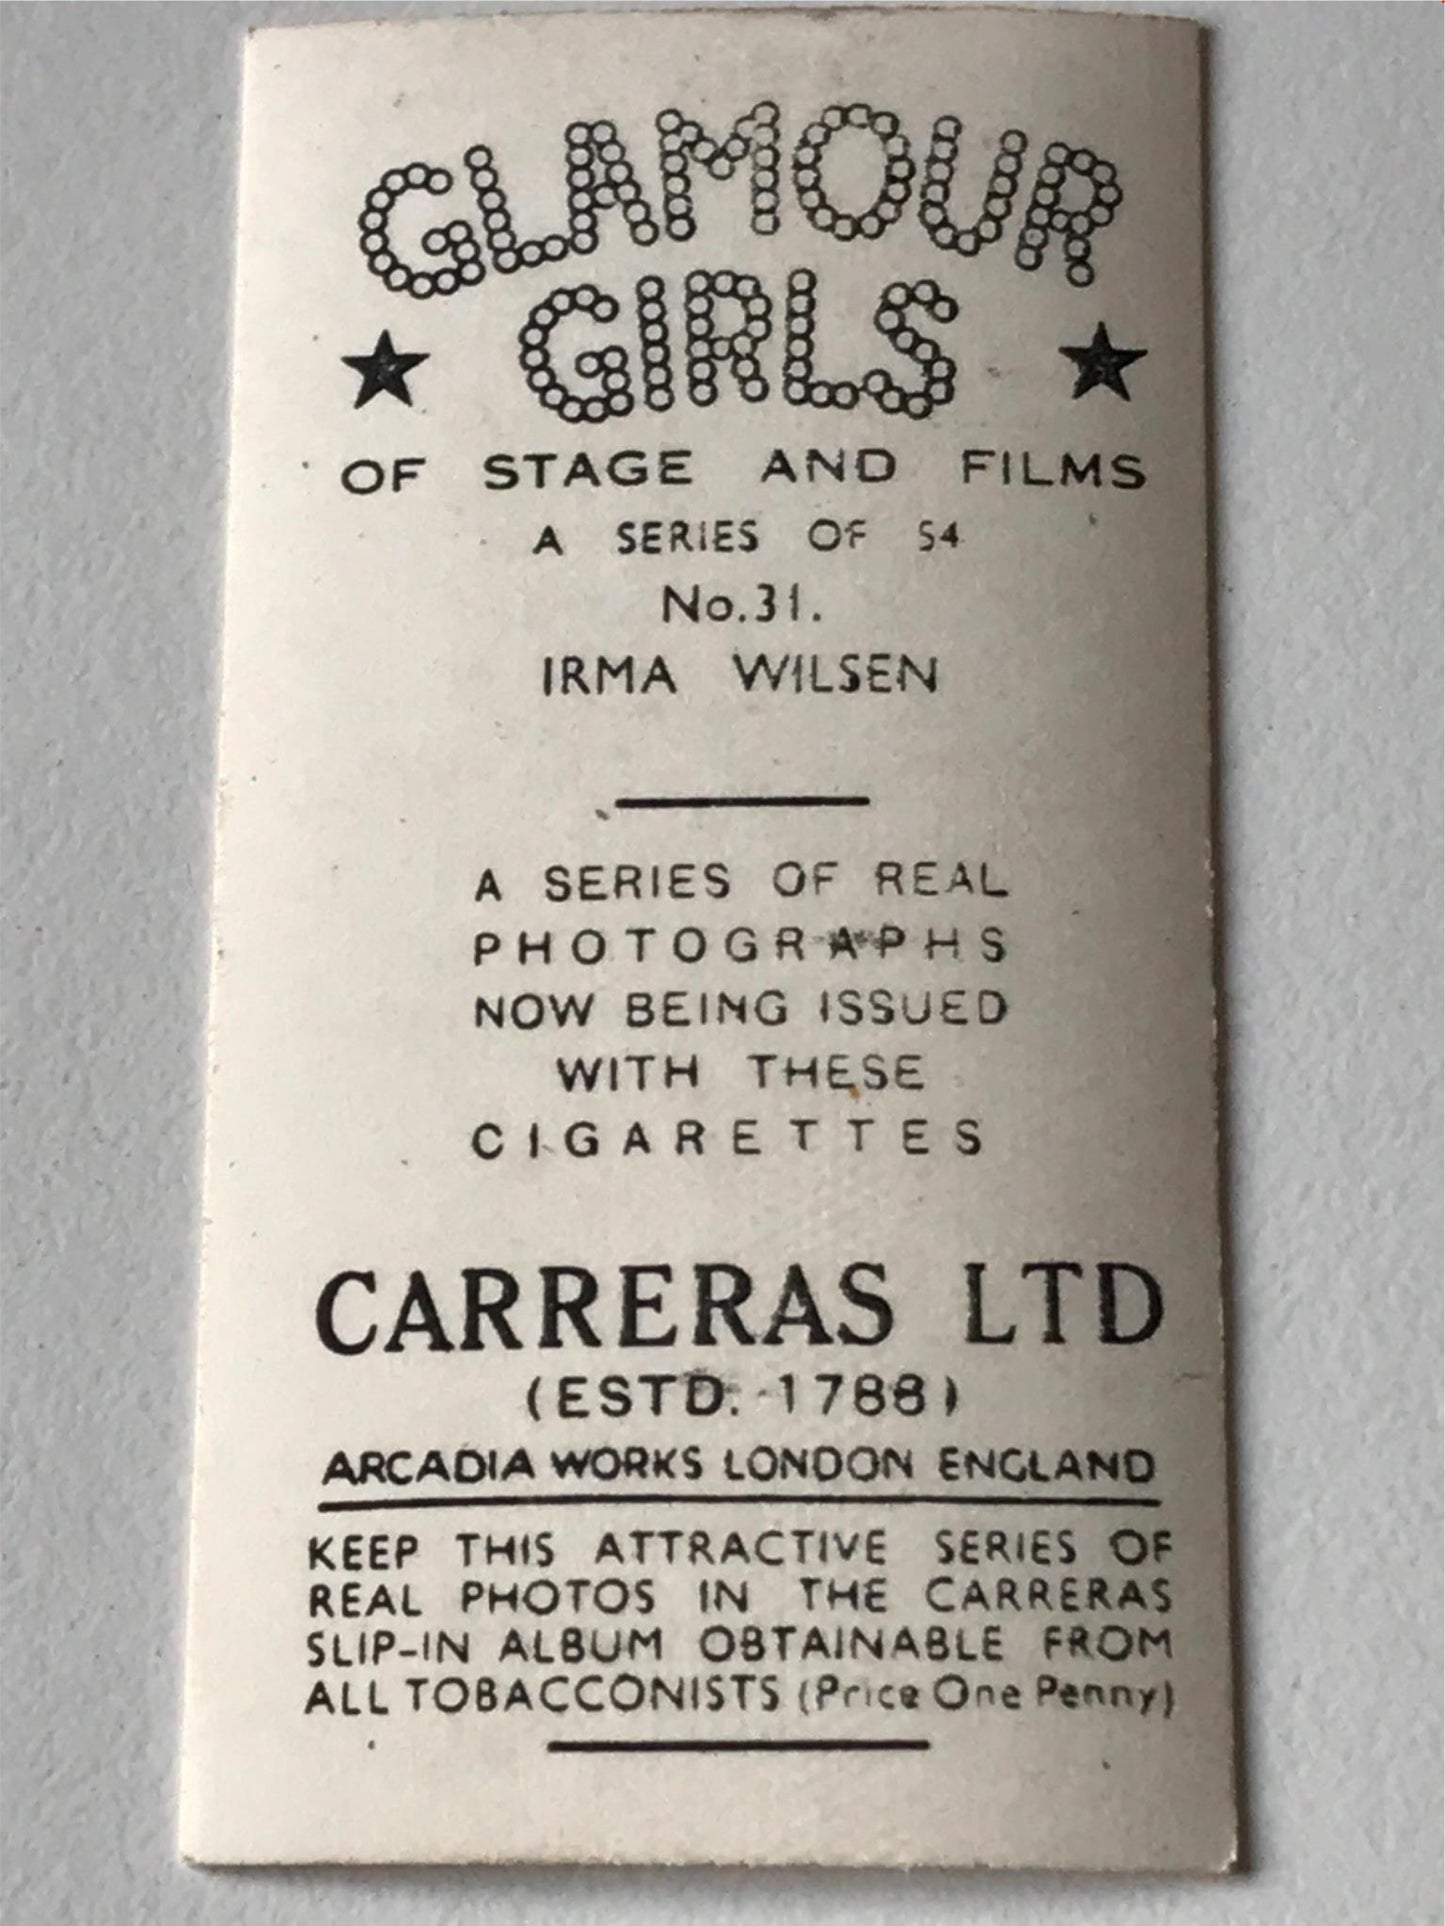 GLAMOUR
GIRLS
OF STAGE AND FILMS
A SERIES OF 54
No.31.
IRMA WILSEN
A SERIES OF REAL
PHOTOGRAPHS
NOW BEING ISSUED
WITH THESE
CIGARETTES
CARRERAS LTD
(ESTD. 1788)
ARCADIA WORKS LONDON ENGLAND
KEEP THIS ATTRACTIVE SERIES OF
REAL PHOTOS IN THE CARRERAS
SLIP-IN ALBUM OBTAINABLE FROM
ALL TOBACCONISTS (Price One Penny)